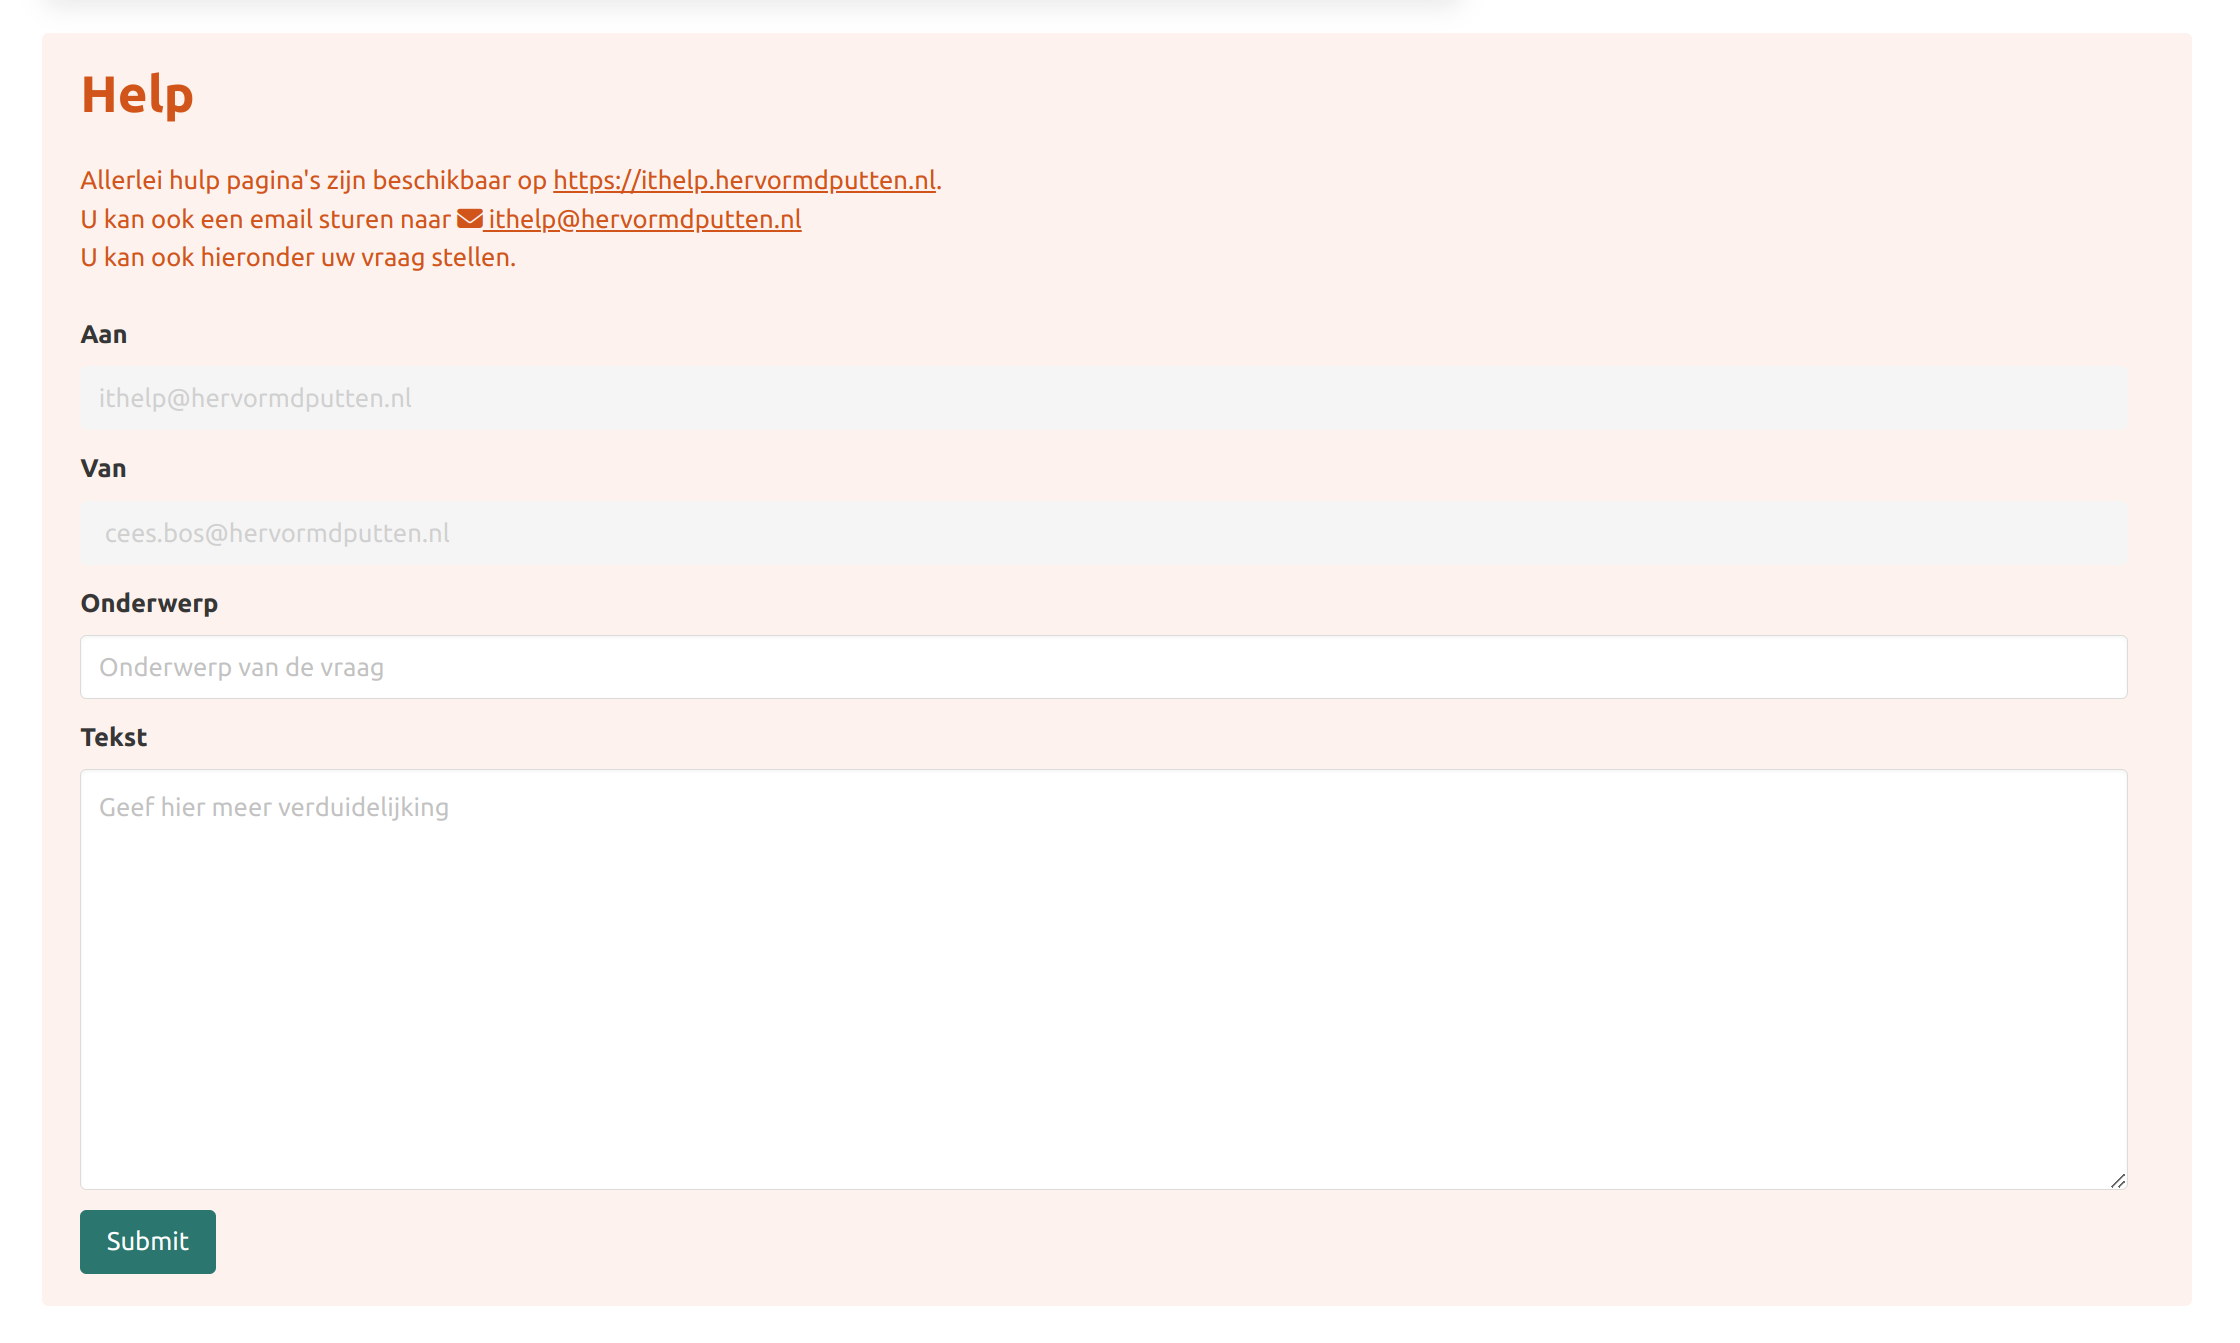 Help
Allerlei hulp pagina's zijn beschikbaar op https://ithelp.hervormdputten.nl.
U kan ook een email sturen naar ithelp@hervormdputten.nl
U kan ook hieronder uw vraag stellen.
Aan
ithelp@hervormdputten.nl
Van
cees.bos@hervormdputten.nl
Onderwerp
Onderwerp van de vraag
Tekst
Geef hier meer verduidelijking
Submit